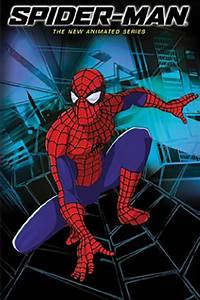 SPIDER-MAN®
THE NEW ANIMATED SERIES